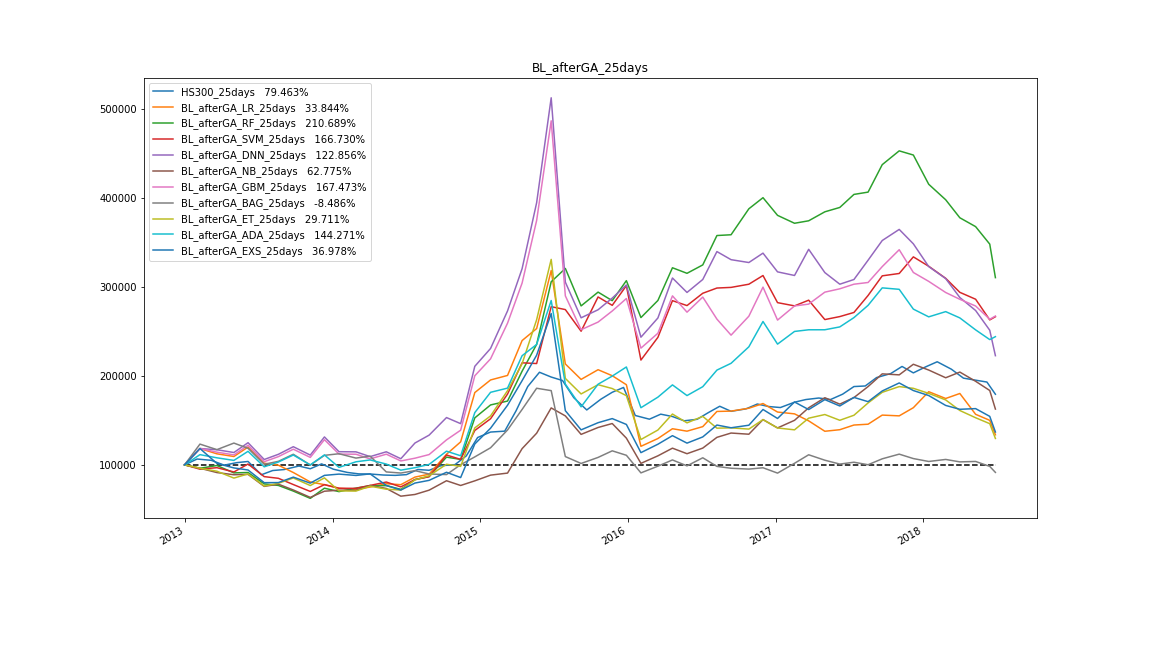 BL_afterGA_25days
HS300_25days 79.463%
BL_afterGA_LR_25days 33.844%
BL_afterGA_RF_25days 210.689%
BL_afterGA_SVM_25days 166.730%
BL_afterGA_DNN_25days 122.856%
BL_afterGA_NB_25days 62.775%
BL_afterGA_GBM_25days 167.473%
BL_afterGA_BAG_25days -8.486%
BL_afterGA_ET_25days 29.711%
BL_afterGA_ADA_25days 144.271%
BL_afterGA_EXS_25days 36.978%
500000
400000
300000
200000
100000
2013 2014 2015 2016 2017 2018